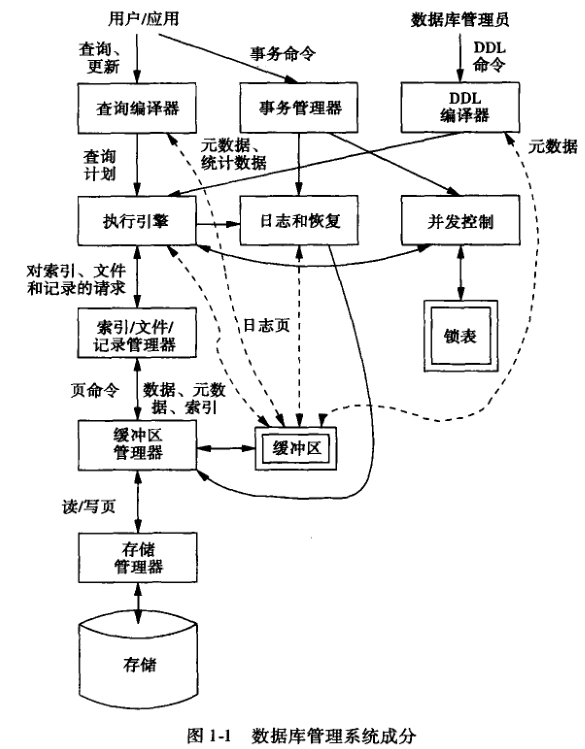 用户/应用
数据库管理员
查询、
更新
事务命令
DDL
命令
查询编译器
事务管理器
DDL
编译器
查询
计划
元数据、
统计数据
元数据
执行引擎
日志和恢复
并发控制
对索引、文件
和记录的请求
索引/文件/
记录管理器
日志页
锁表
页命令
数据、元数
据、索引
缓冲区
管理器
缓冲区
读/写页
存储
管理器
存储
图 1-1 数据库管理系统成分